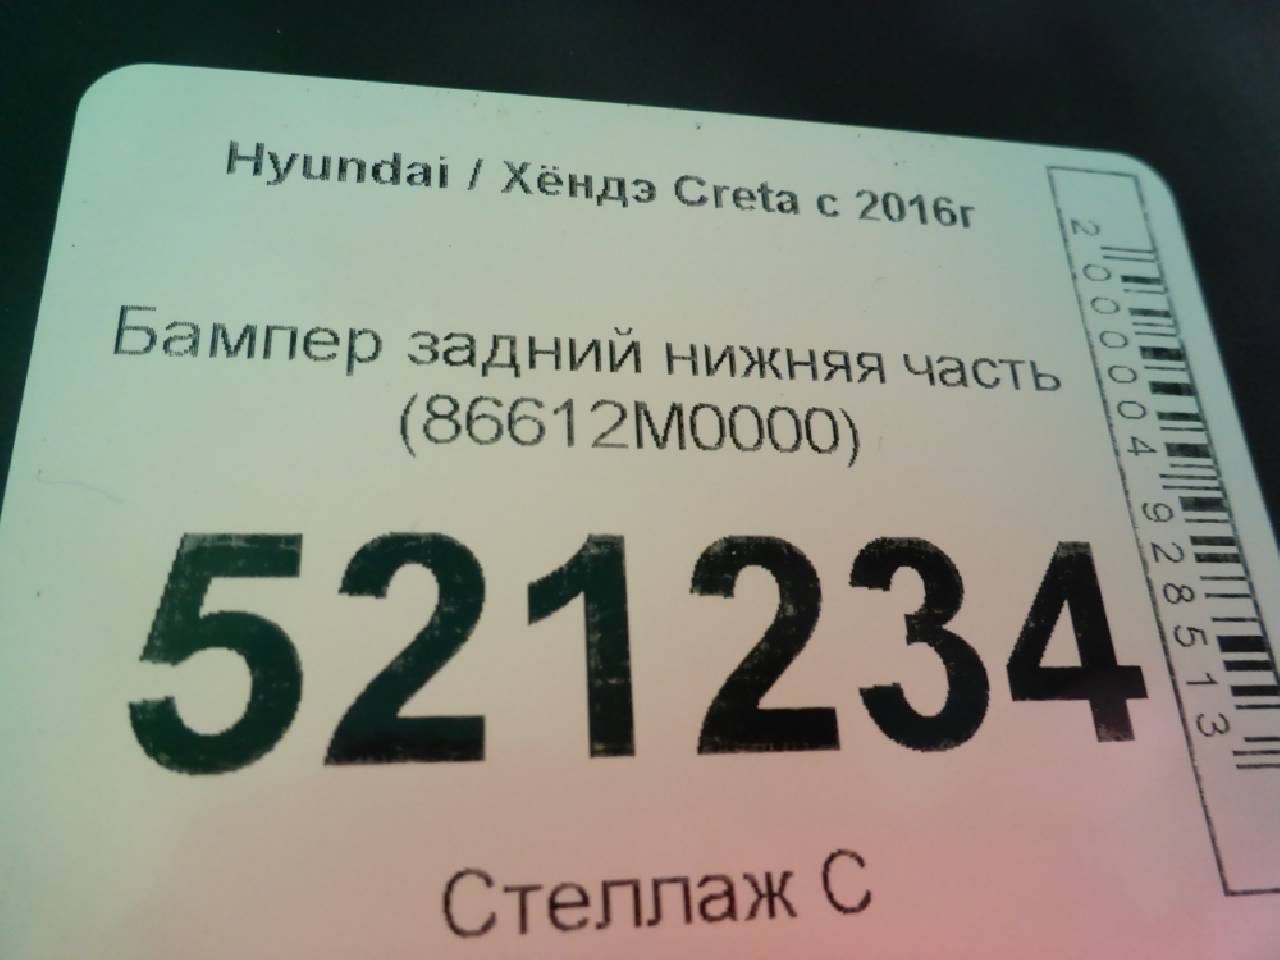 Hyundai / Хёндэ Creta с 2016г
Бампер задний нижняя часть
(86612M0000)
521234
Стеллаж С
2000004928513